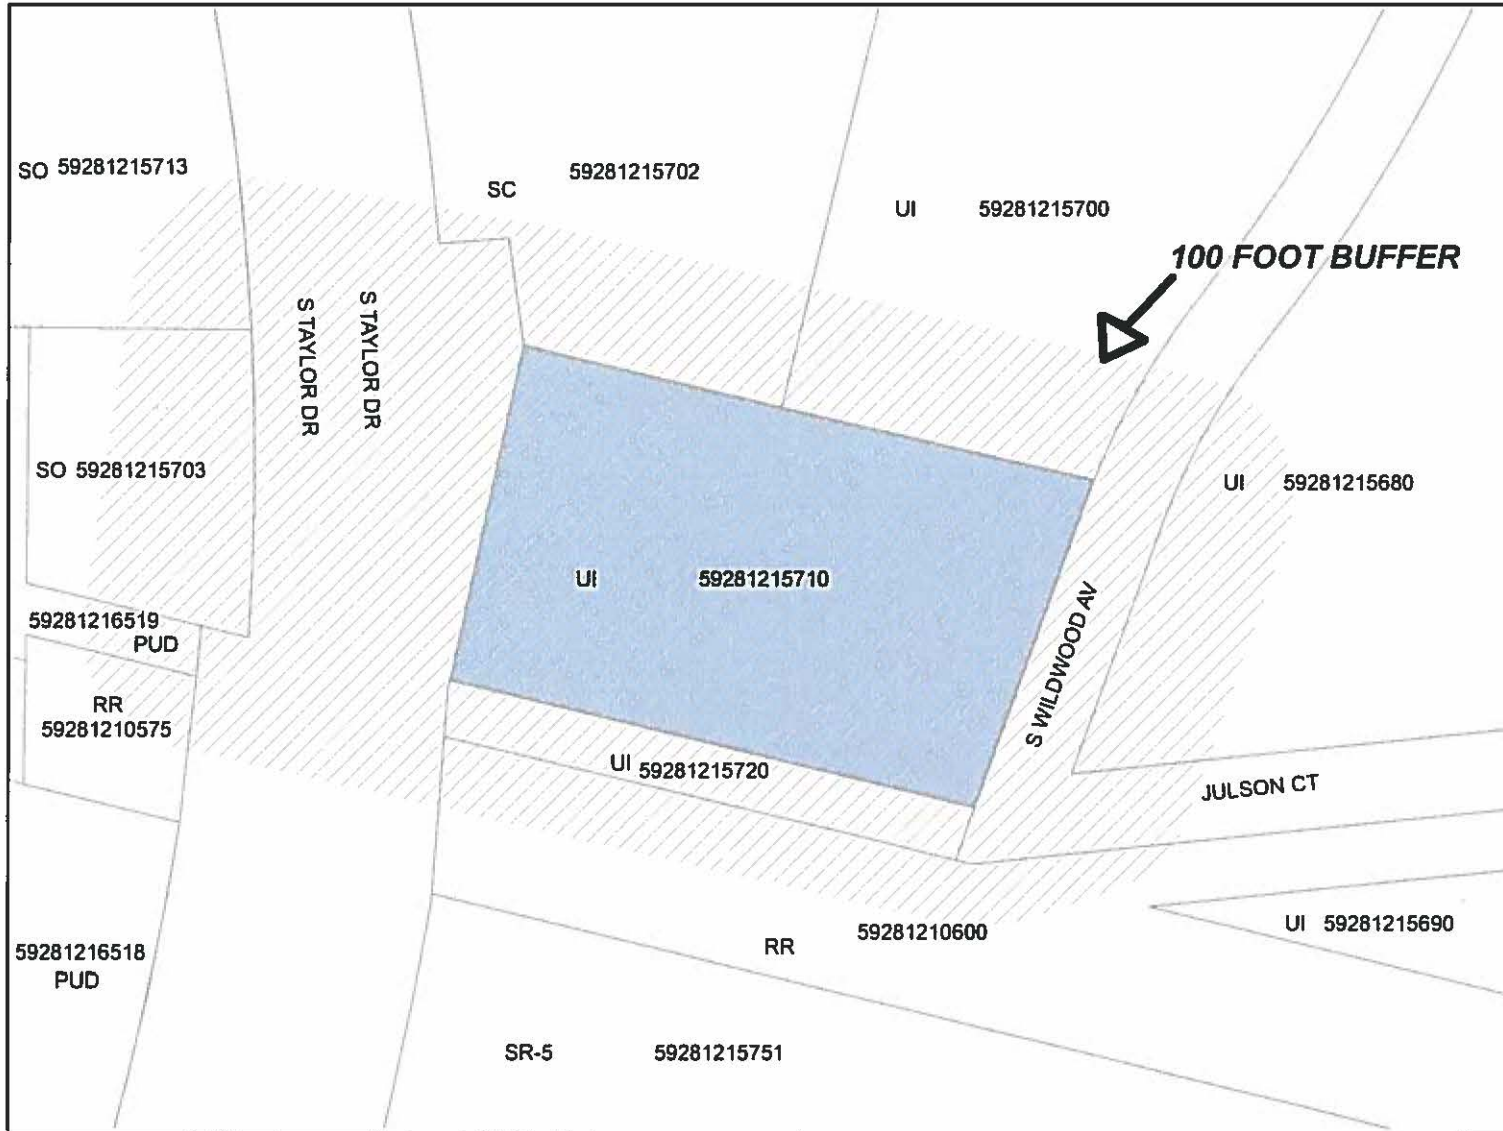 SO 59281215713
SC 59281215702
UI 59281215700
100 FOOT BUFFER
S TAYLOR DR
S TAYLOR DR
SO 59281215703
UI 59281215680
UI 59281215710
S WILDWOOD AV
59281216519
PUD
RR
59281210575
UI 59281215720
JULSON CT
59281216518
PUD
RR 59281210600
UI 59281215690
SR-5 59281215751